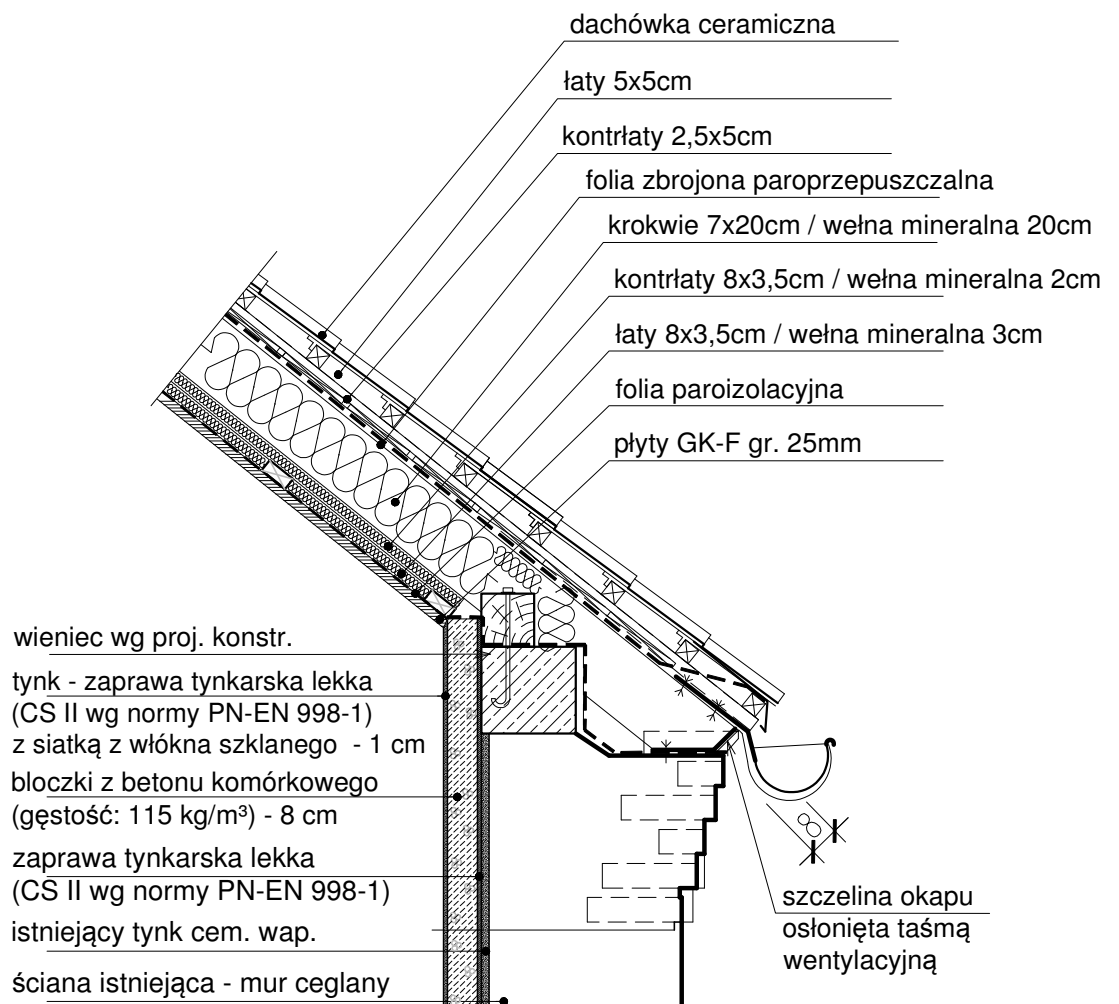 dachówka ceramiczna
łaty 5x5cm
kontrłaty 2,5x5cm
folia zbrojona paroprzepuszczalna
krokwie 7x20cm / wełna mineralna 20cm
kontrłaty 8x3,5cm / wełna mineralna 2cm
łaty 8x3,5cm / wełna mineralna 3cm
folia paroizolacyjna
płyty GK-F gr. 25mm
wieniec wg proj. konstr.
tynk - zaprawa tynkarska lekka
(CS II wg normy PN-EN 998-1)
z siatką z włókna szklanego - 1 cm
bloczki z betonu komórkowego
(gęstość: 115 kg/m³) - 8 cm
zaprawa tynkarska lekka
(CS II wg normy PN-EN 998-1)
istniejący tynk cem. wap.
ściana istniejąca - mur ceglany
8
szczelina okapu
osłonięta taśmą
wentylacyjną